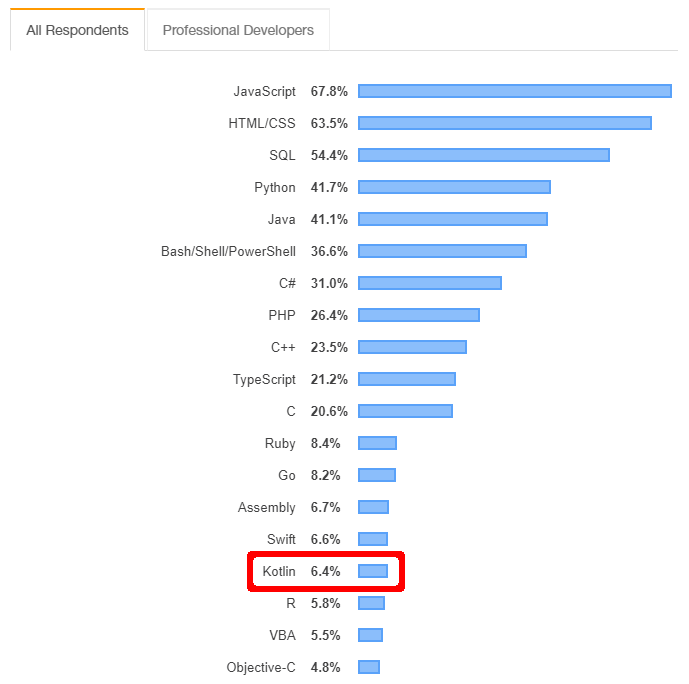 All Respondents Professional Developers
JavaScript 67.8%
HTML/CSS 63.5%
SQL 54.4%
Python 41.7%
Java 41.1%
Bash/Shell/PowerShell 36.6%
C# 31.0%
PHP 26.4%
C++ 23.5%
TypeScript 21.2%
C 20.6%
Ruby 8.4%
Go 8.2%
Assembly 6.7%
Swift 6.6%
Kotlin 6.4%
R 5.8%
VBA 5.5%
Objective-C 4.8%